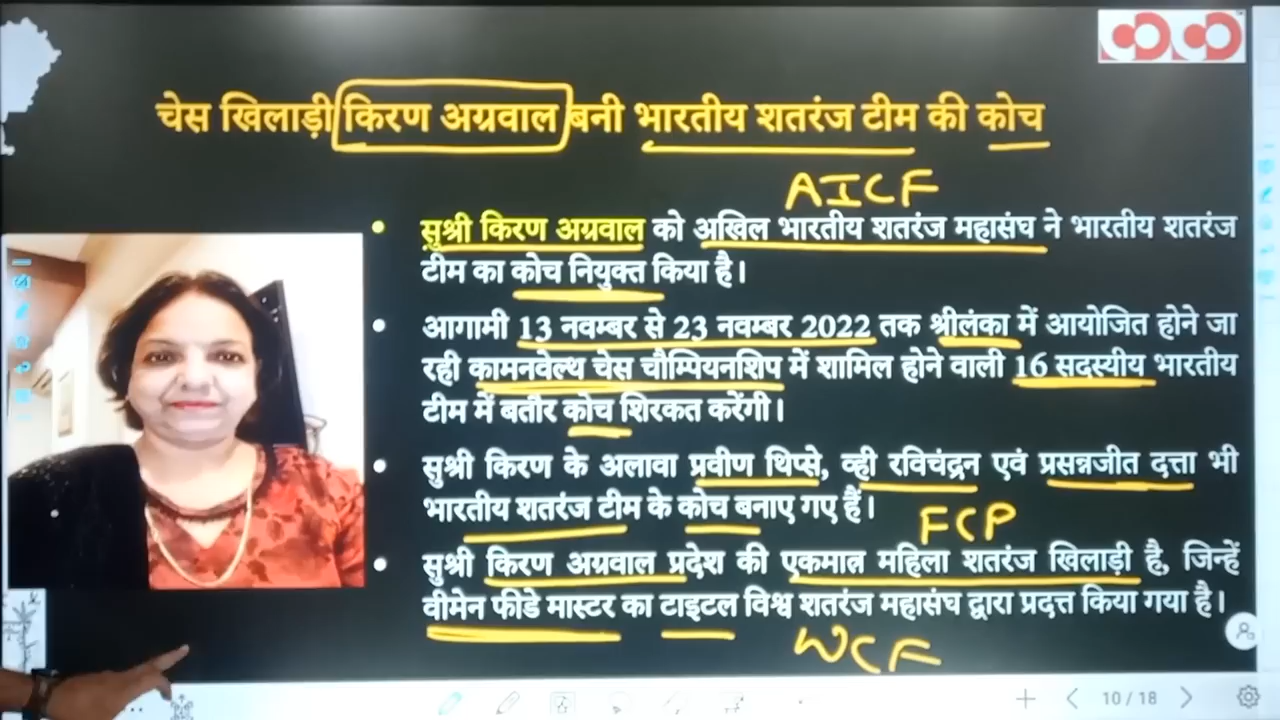 चेस खिलाड़ी किरण अग्रवाल बनी भारतीय शतरंज टीम की कोच
AICF
• सुश्री किरण अग्रवाल को अखिल भारतीय शतरंज महासंघ ने भारतीय शतरंज
टीम का कोच नियुक्त किया है।
• आगामी 13 नवम्बर से 23 नवम्बर 2022 तक श्रीलंका में आयोजित होने जा
रही कामनवेल्थ चेस चौम्पियनशिप में शामिल होने वाली 16 सदस्यीय भारतीय
टीम में बतौर कोच शिरकत करेंगी।
• सुश्री किरण के अलावा प्रवीण थिप्से, व्ही रविचंद्रन एवं प्रसन्नजीत दत्ता भी
भारतीय शतरंज टीम के कोच बनाए गए हैं।
FCP
• सुश्री किरण अग्रवाल प्रदेश की एकमात्र महिला शतरंज खिलाड़ी है, जिन्हें
वीमेन फीडे मास्टर का टाइटल विश्व शतरंज महासंघ द्वारा प्रदत्त किया गया है।
WCF
10 / 18